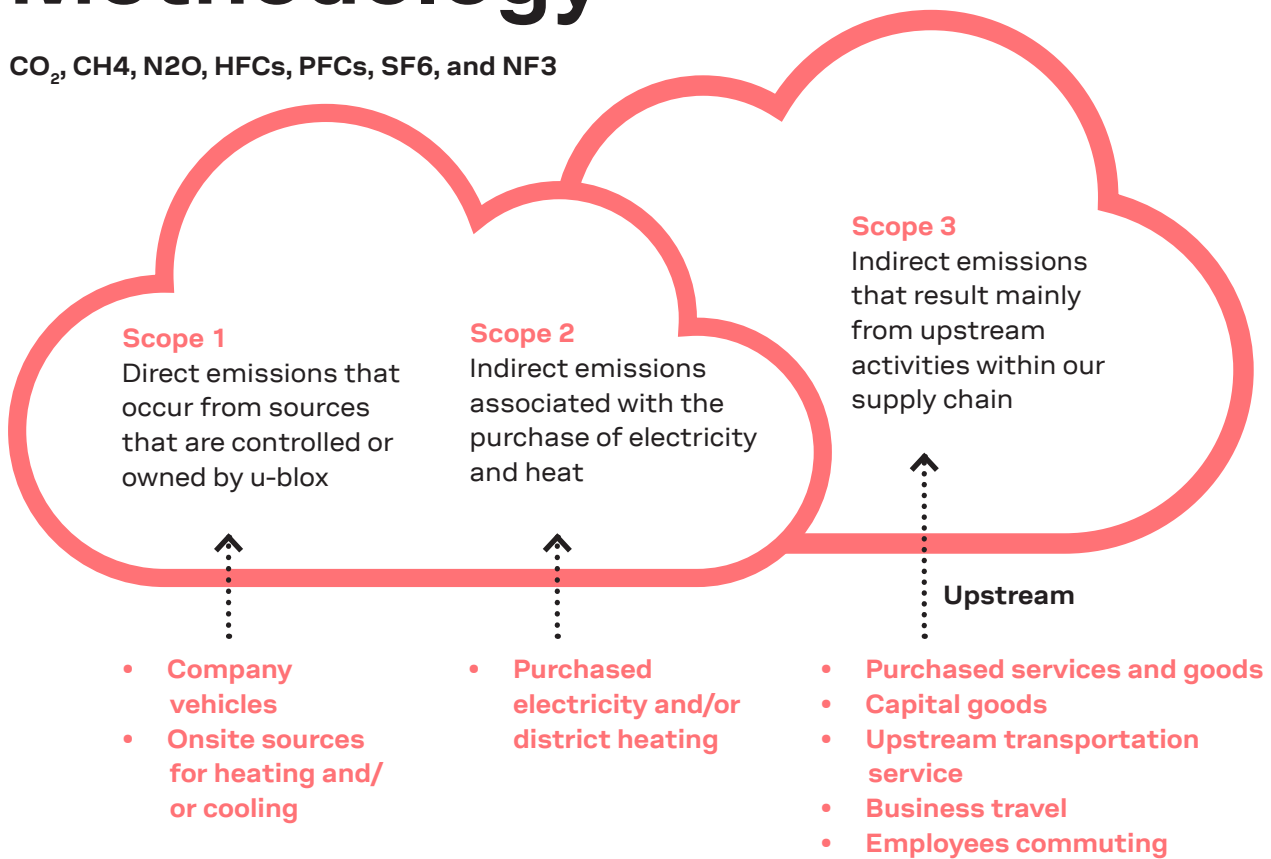 Methodology
CO₂, CH4, N2O, HFCs, PFCs, SF6, and NF3
Scope 1
Direct emissions that
occur from sources
that are controlled or
owned by u-blox
Scope 2
Indirect emissions
associated with the
purchase of electricity
and heat
Scope 3
Indirect emissions
that result mainly
from upstream
activities within our
supply chain
Upstream
• Company
vehicles
• Onsite sources
for heating and/
or cooling
• Purchased
electricity and/or
district heating
• Purchased services and goods
• Capital goods
• Upstream transportation
service
• Business travel
• Employees commuting